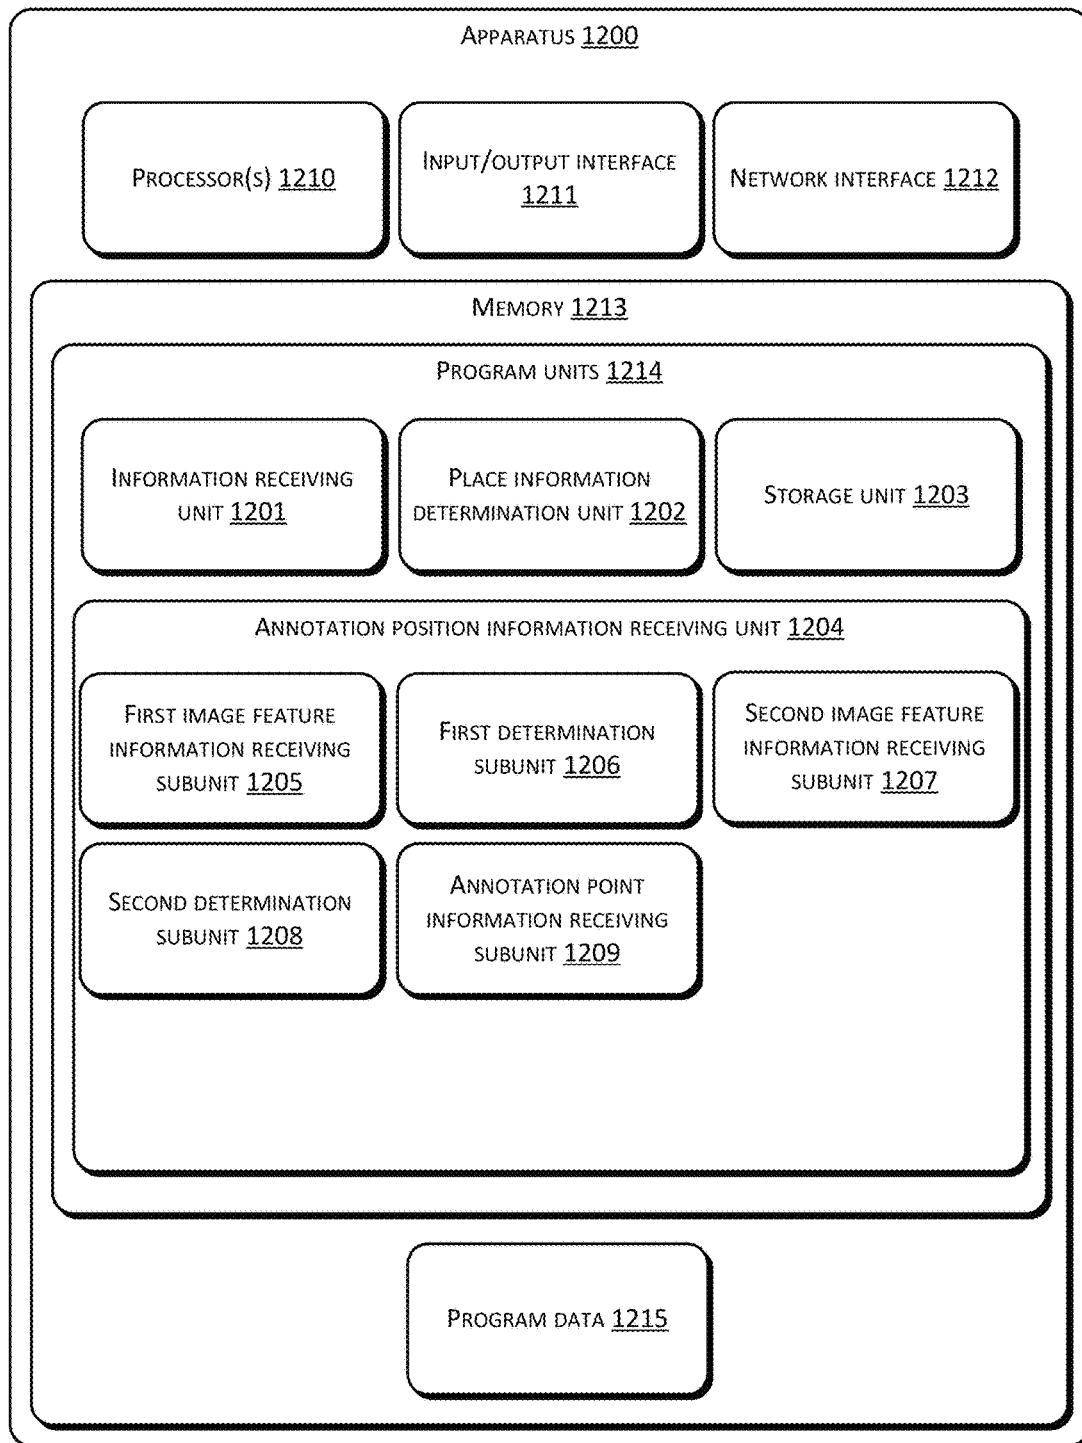 APPARATUS 1200
PROCESSOR(S) 1210
INPUT/OUTPUT INTERFACE
1211
NETWORK INTERFACE 1212
MEMORY 1213
PROGRAM UNITS 1214
INFORMATION RECEIVING
UNIT 1201
PLACE INFORMATION
DETERMINATION UNIT 1202
STORAGE UNIT 1203
ANNOTATION POSITION INFORMATION RECEIVING UNIT 1204
FIRST IMAGE FEATURE
INFORMATION RECEIVING
SUBUNIT 1205
FIRST DETERMINATION
SUBUNIT 1206
SECOND IMAGE FEATURE
INFORMATION RECEIVING
SUBUNIT 1207
SECOND DETERMINATION
SUBUNIT 1208
ANNOTATION POINT
INFORMATION RECEIVING
SUBUNIT 1209
PROGRAM DATA 1215